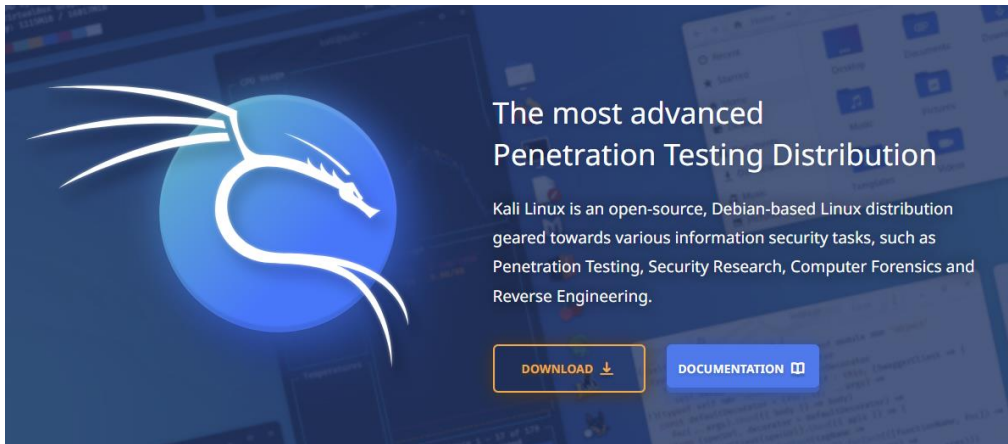 The most advanced
Penetration Testing Distribution
Kali Linux is an open-source, Debian-based Linux distribution
geared towards various information security tasks, such as
Penetration Testing, Security Research, Computer Forensics and
Reverse Engineering.
DOWNLOAD
DOCUMENTATION